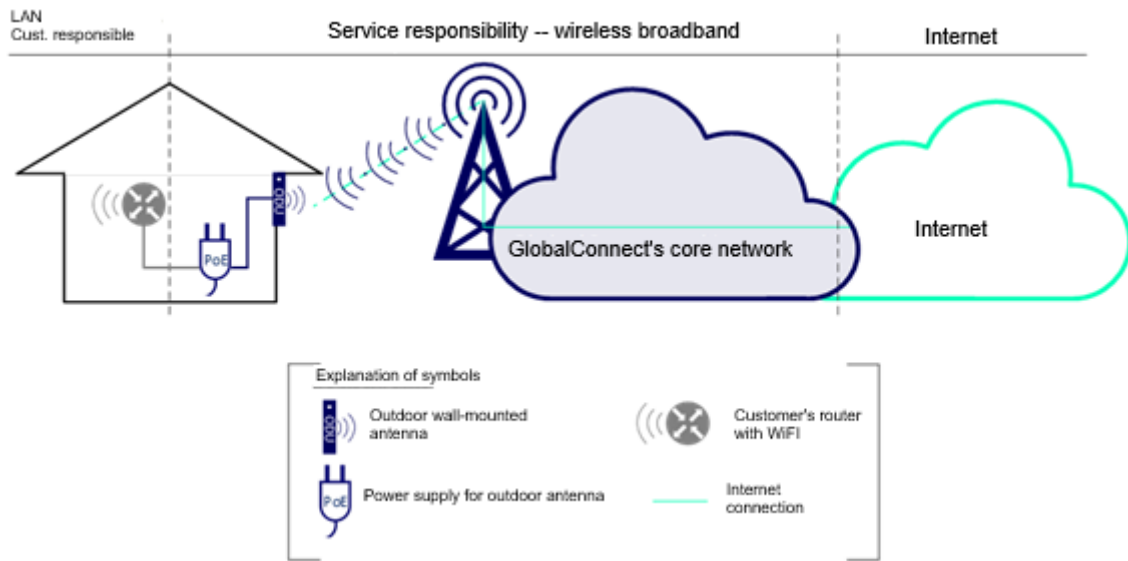 LAN
Cust. responsible
Service responsibility -- wireless broadband
Internet
ODU
PoE
GlobalConnect's core network
Internet
Explanation of symbols
ODU
Outdoor wall-mounted
antenna
Customer's router
with WiFI
PoE
Power supply for outdoor antenna
Internet
connection